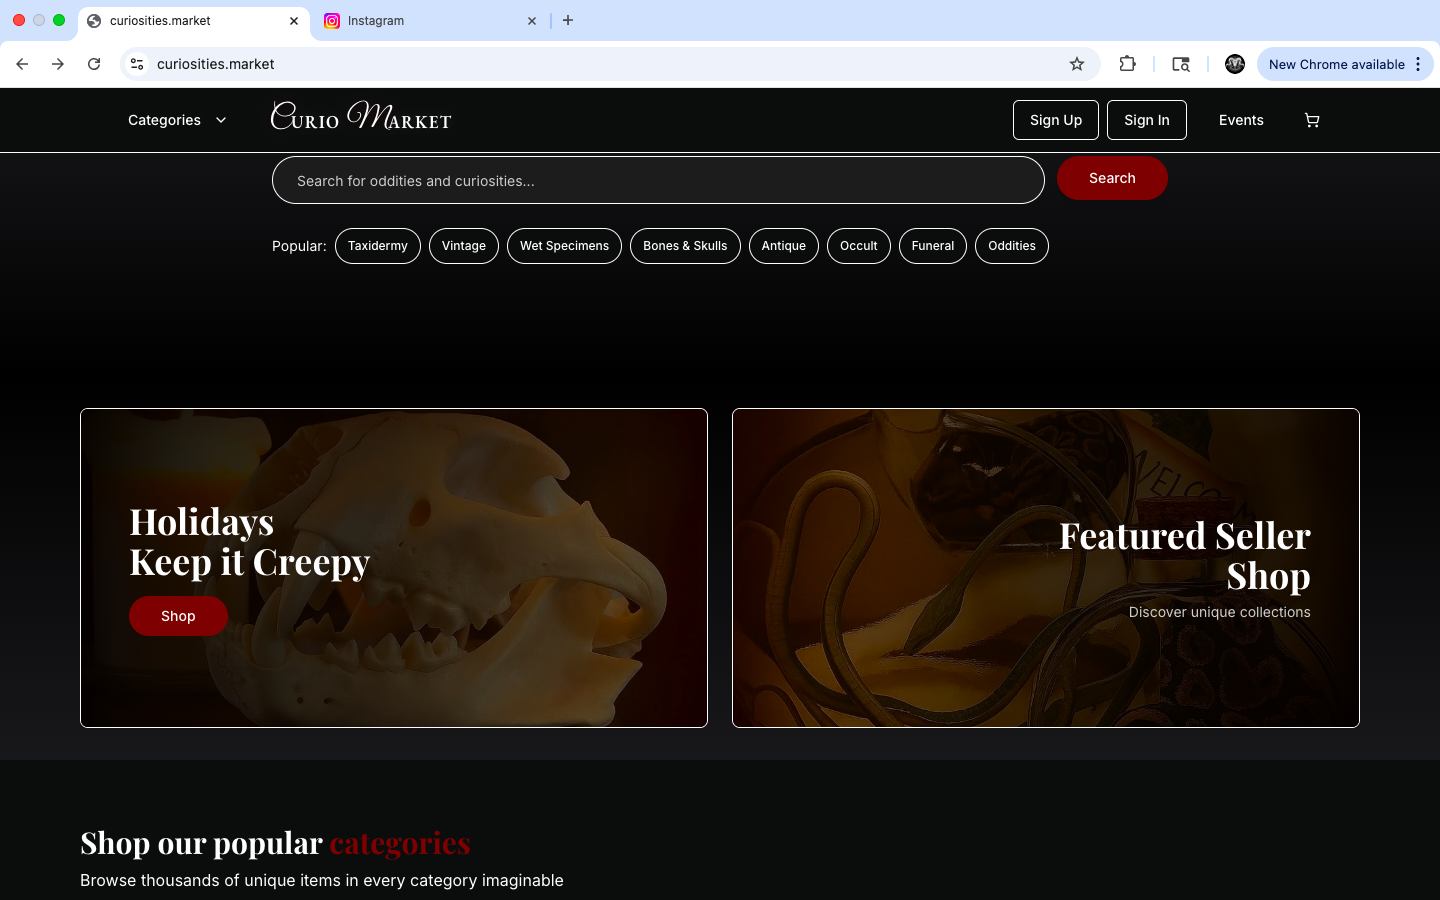 curiosities.market
Instagram
curiosities.market
New Chrome available
Categories
Curio Market
Sign Up
Sign In
Events
Search for oddities and curiosities...
Search
Popular:
Taxidermy
Vintage
Wet Specimens
Bones & Skulls
Antique
Occult
Funeral
Oddities
Holidays
Keep it Creepy
Shop
WELCOM
Featured Seller
Shop
Discover unique collections
Shop our popular categories
Browse thousands of unique items in every category imaginable